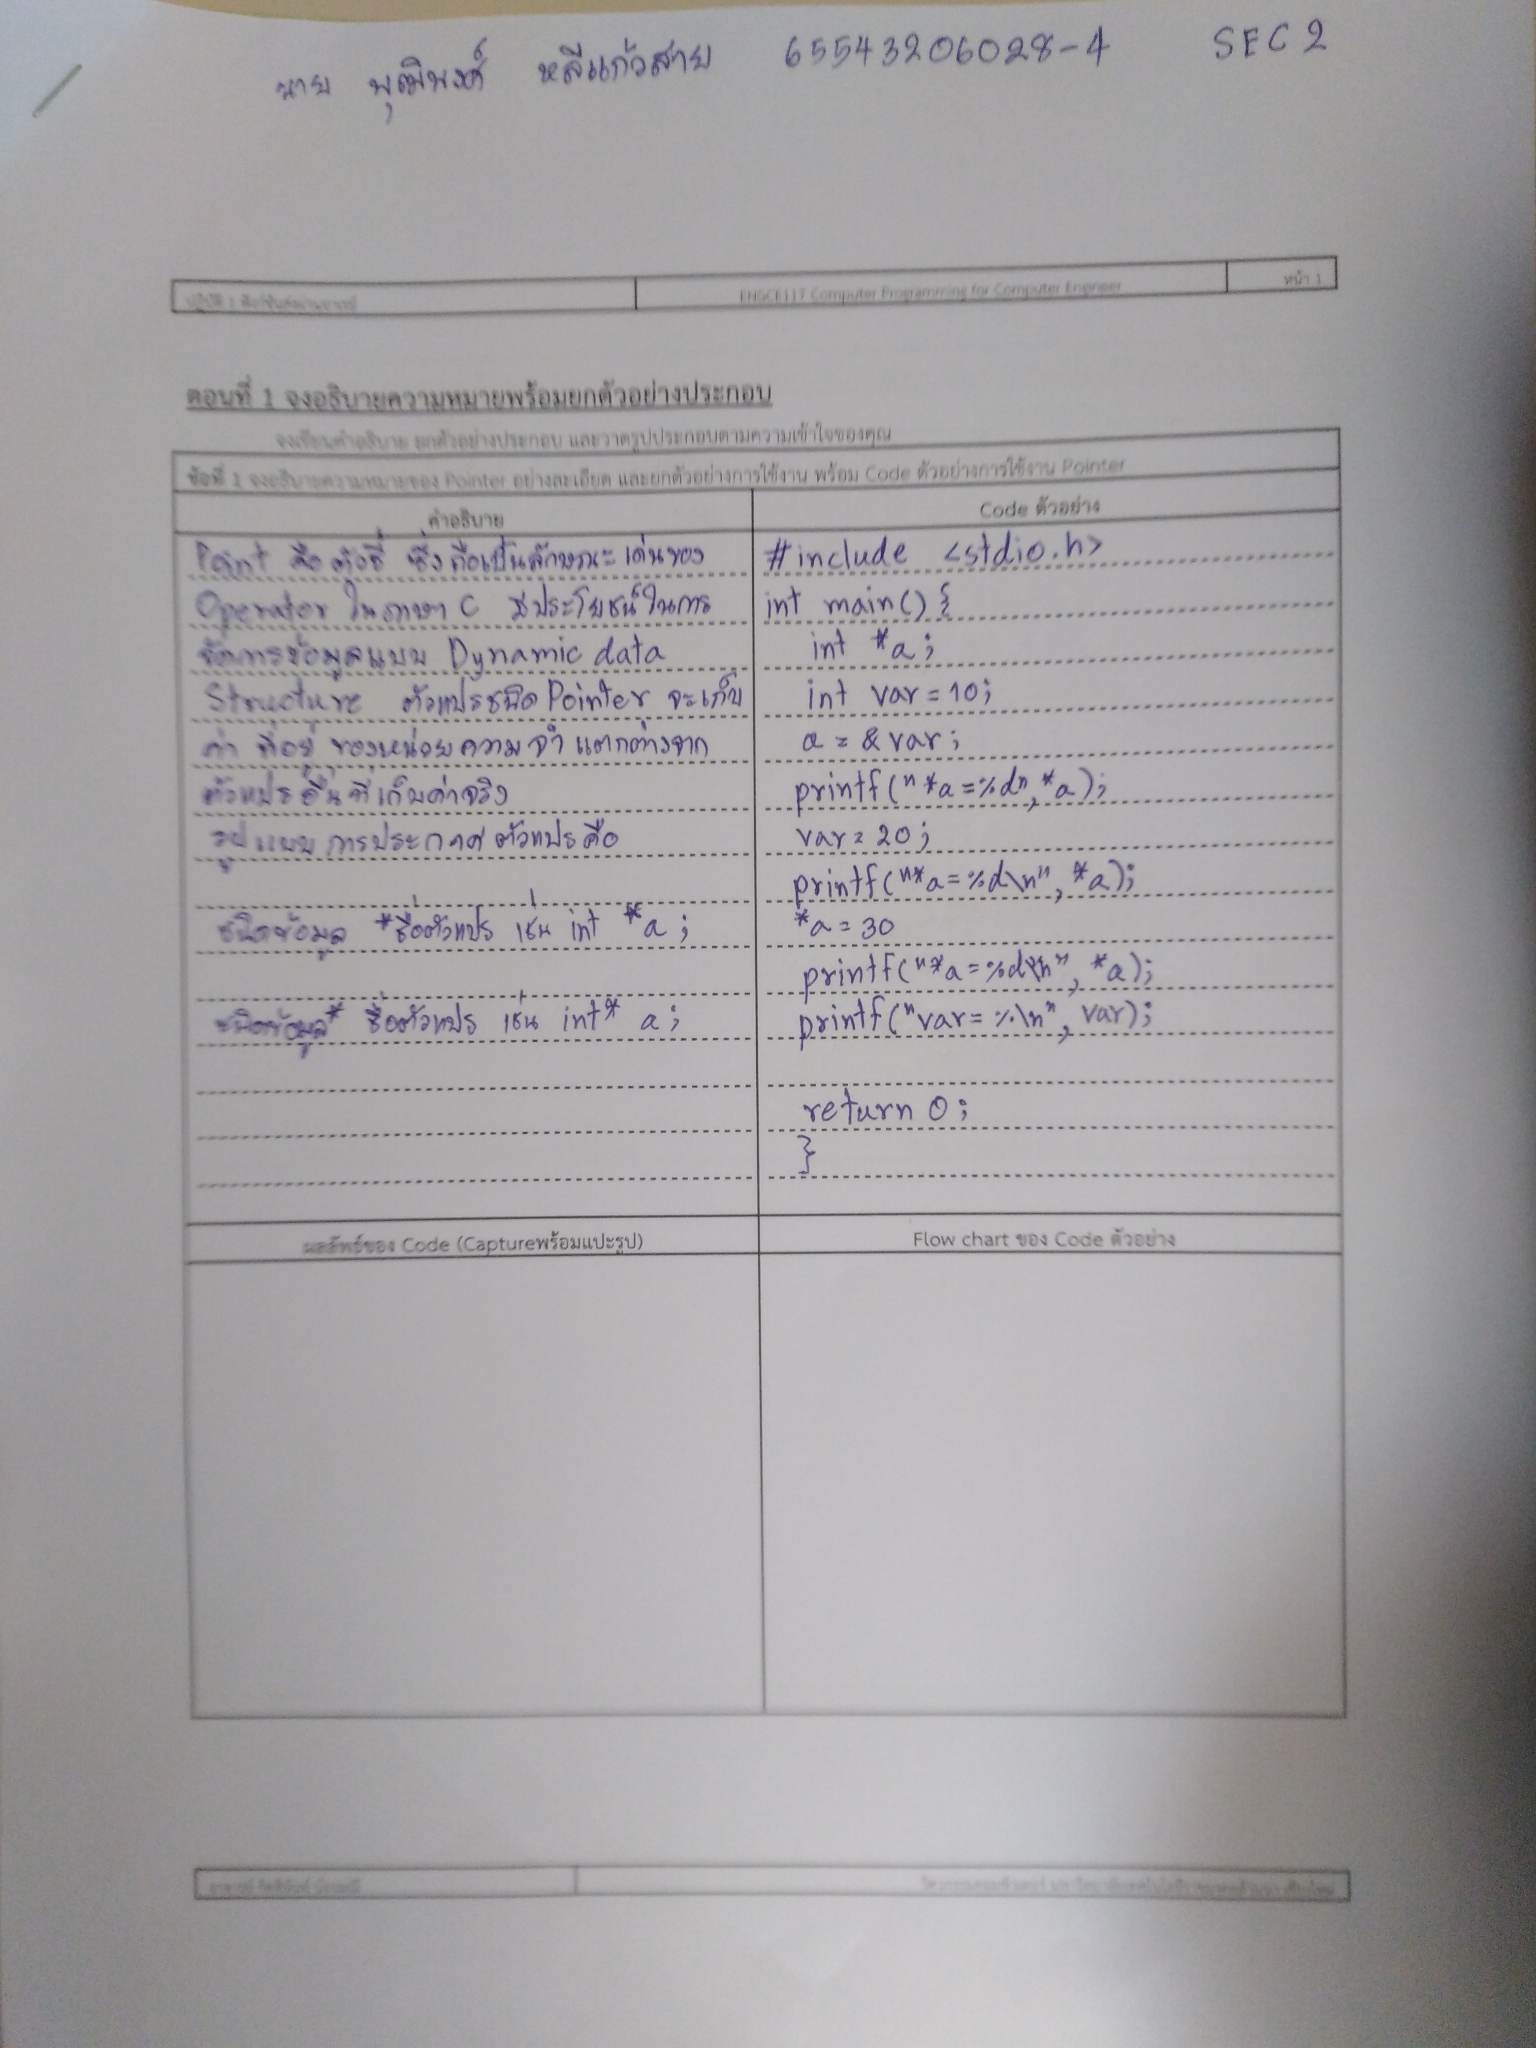 นาย พุฒิพงศ์ หลีแก้วสาย 65543206028-4 SEC 2
ENGCE117 Computer Programming for Computer Engineer
หน้า 1
ตอนที่ 1 จงอธิบายความหมายพร้อมยกตัวอย่างประกอบ
จงเขียนคำอธิบาย ยกตัวอย่างประกอบ และวาดรูปประกอบตามความเข้าใจของคุณ
ข้อที่ 1 จงอธิบายความหมายของ Pointer อย่างละเอียด และยกตัวอย่างการใช้งาน พร้อม Code ตัวอย่างการใช้งาน Pointer
คำอธิบาย
Point คือ ตัวชี้ ซึ่งถือเป็นลักษณะเด่นของ
Operator ในภาษา C มีประโยชน์ในการ
จัดการข้อมูลแบบ Dynamic data
Structure ตัวแปรชนิด Pointer จะเก็บ
ค่า ที่อยู่ ของหน่วยความจำ แตกต่างจาก
ตัวแปรอื่นที่เก็บค่าจริง
รูปแบบ การประกาศ ตัวแปร คือ
ชนิดข้อมูล *ชื่อตัวแปร เช่น int *a ;
ชนิดข้อมูล* ชื่อตัวแปร เช่น int* a ;
Code ตัวอย่าง
#include <stdio.h>
int main() {
int *a ;
int var = 10 ;
a = & var ;
printf("*a=%d", *a);
var = 20 ;
printf("*a=%d\n", *a);
*a = 30
printf("*a=%d\n", *a);
printf("var=%\n", var);
return 0 ;
}
ผลลัพธ์ของ Code (Captureพร้อมแปะรูป)
Flow chart ของ Code ตัวอย่าง